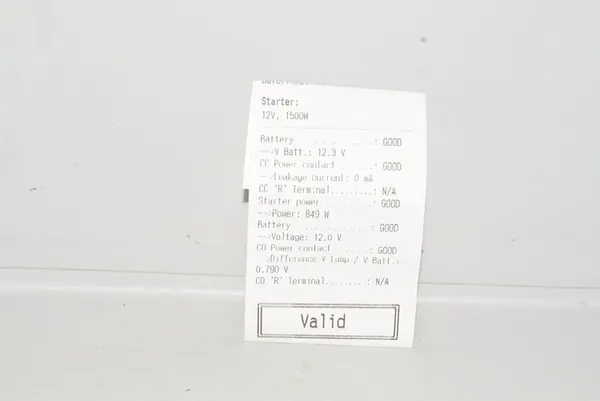 Starter:
12V, 1500W
Battery ..............: GOOD
-->V Batt.: 12.3 V
CC Power contact ......: GOOD
-->Leakage current: 0 mA
CC 'R' Terminal........: N/A
Starter power .........: GOOD
-->Power: 849 W
Battery ..............: GOOD
-->Voltage: 12.0 V
CO Power contact ......: GOOD
-->Difference V Lamp / V Batt.:
0.790 V
CO 'R' Terminal........: N/A
Valid